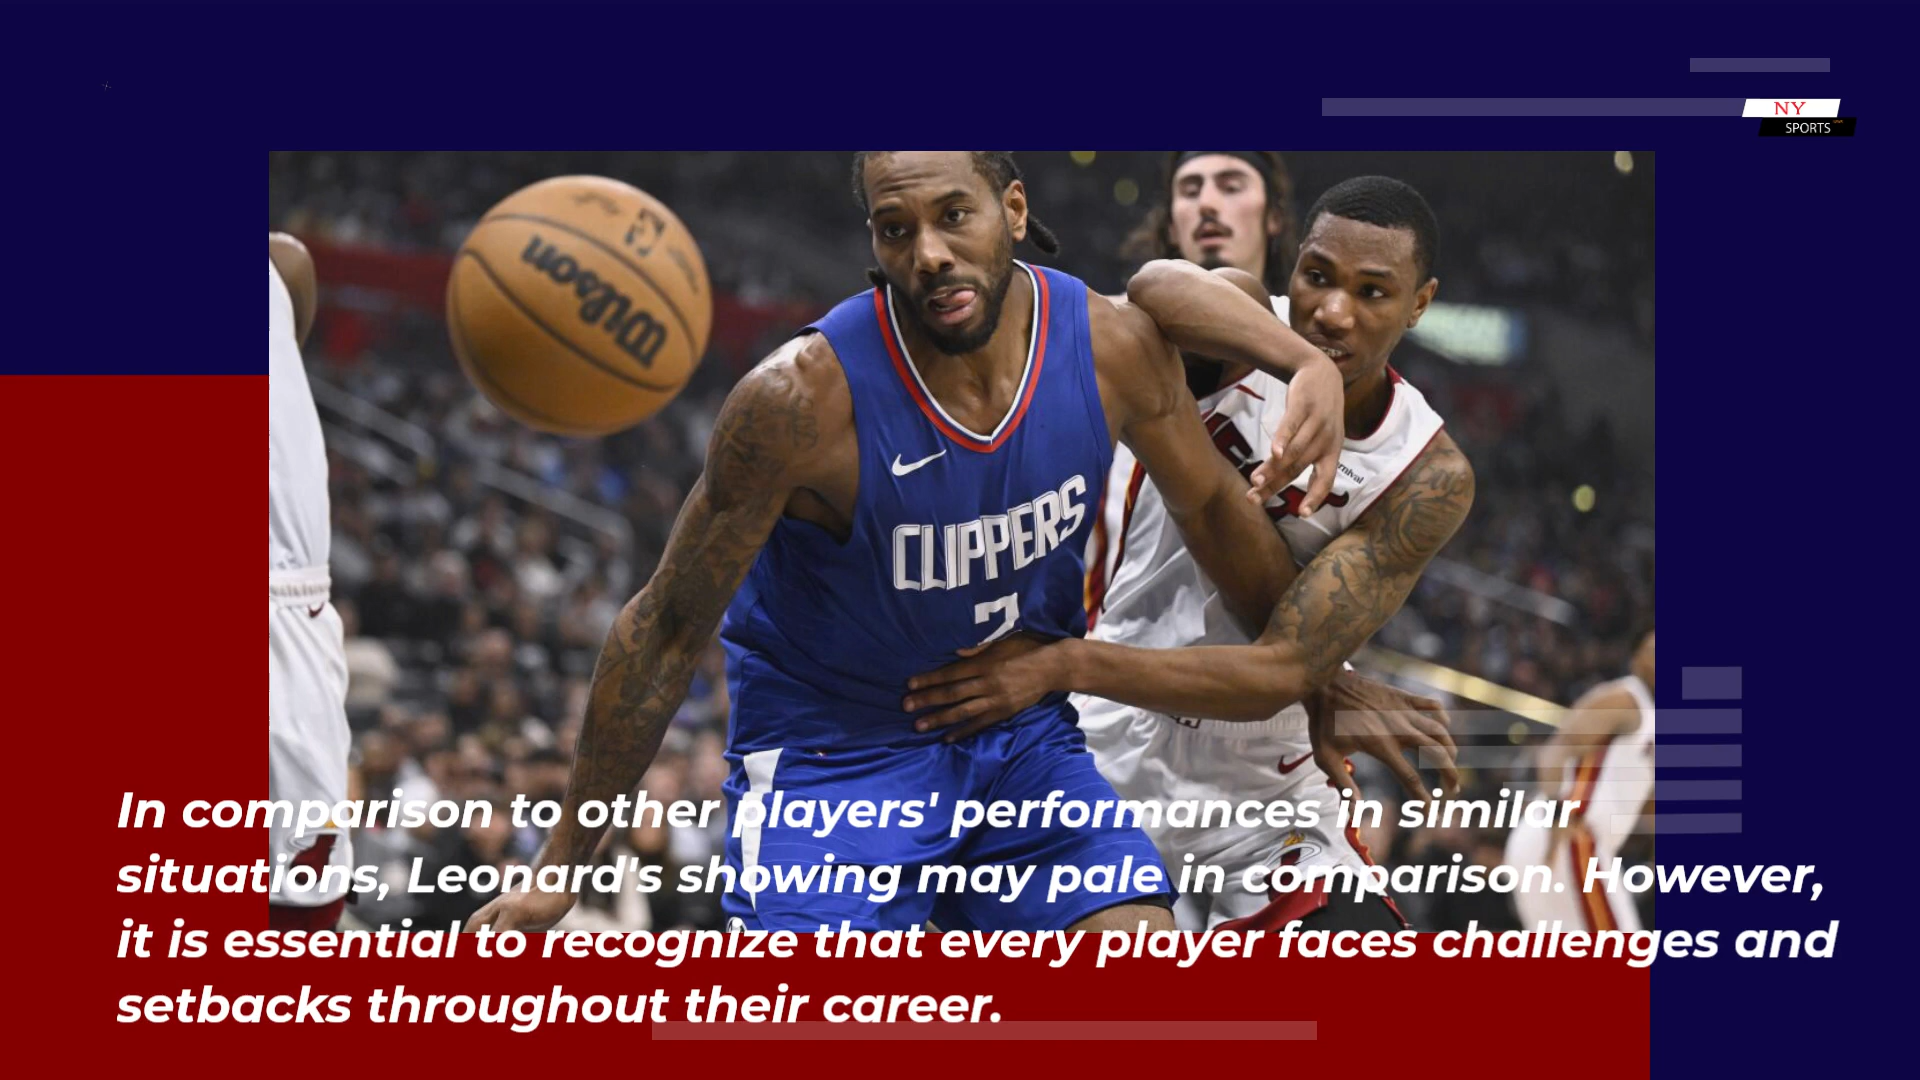 NY
SPORTS
Wilson
CLIPPERS
2
In comparison to other players' performances in similar
situations, Leonard's showing may pale in comparison. However,
it is essential to recognize that every player faces challenges and
setbacks throughout their career.